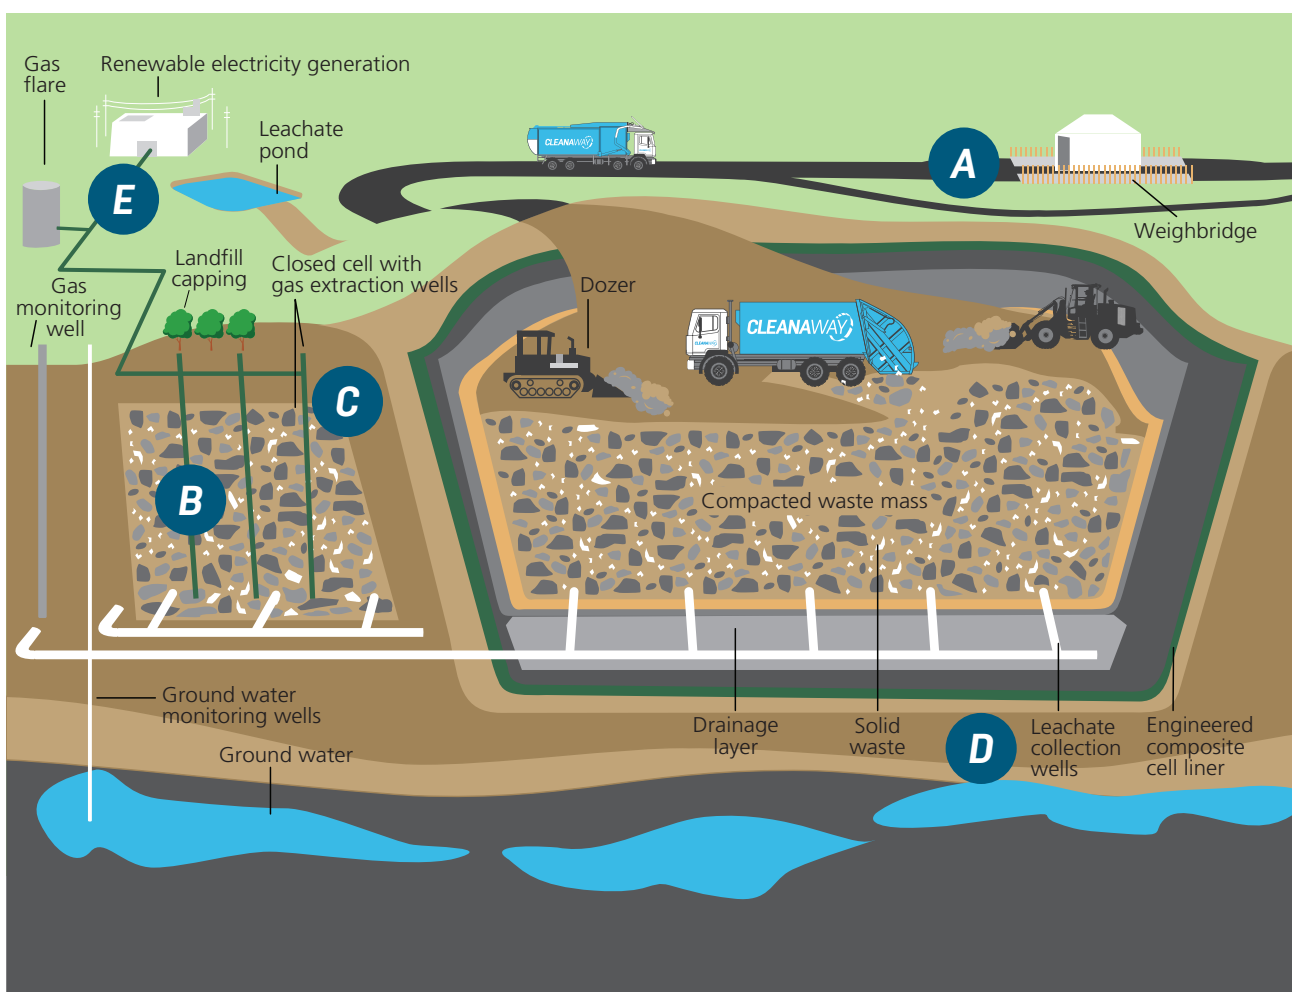 Gas
flare
Renewable electricity generation
Leachate
pond
CLEANAWAY
A
Weighbridge
E
Landfill
capping
Closed cell with
gas extraction wells
Gas
monitoring
well
Dozer
CLEANAWAY
CLEANAWAY
C
B
Compacted waste mass
Ground water
monitoring wells
Ground water
Drainage
layer
Solid
waste
D
Leachate
collection
wells
Engineered
composite
cell liner